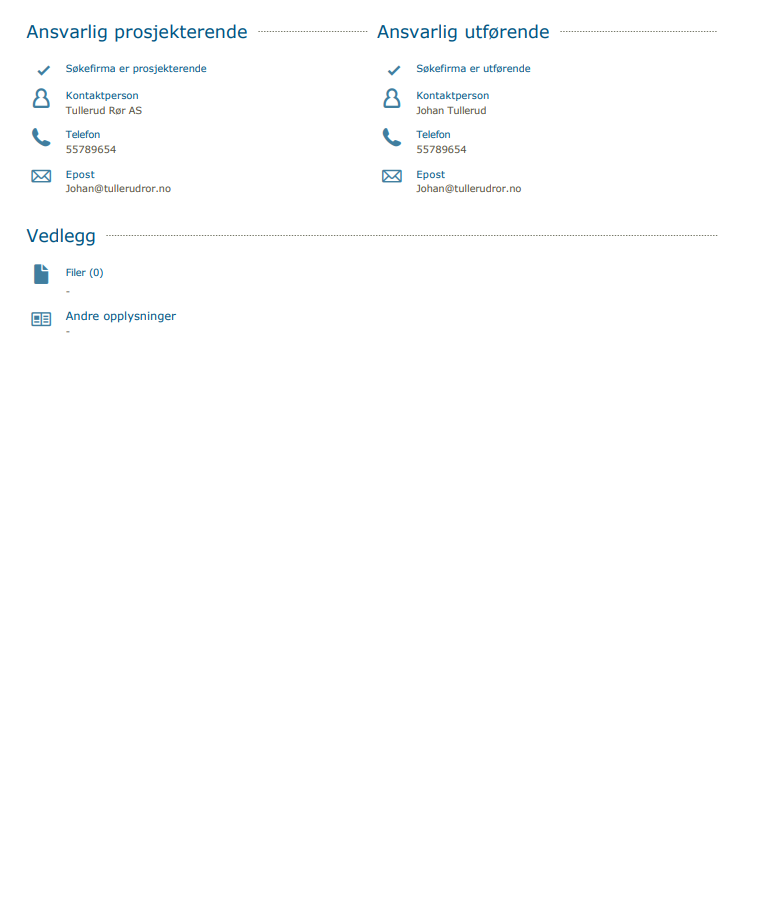 Ansvarlig prosjekterende
Søkefirma er prosjekterende
Kontaktperson
Tullerud Rør AS
Telefon
55789654
Epost
Johan@tullerudror.no
Ansvarlig utførende
Søkefirma er utførende
Kontaktperson
Johan Tullerud
Telefon
55789654
Epost
Johan@tullerudror.no
Vedlegg
Filer (0)
-
Andre opplysninger
-